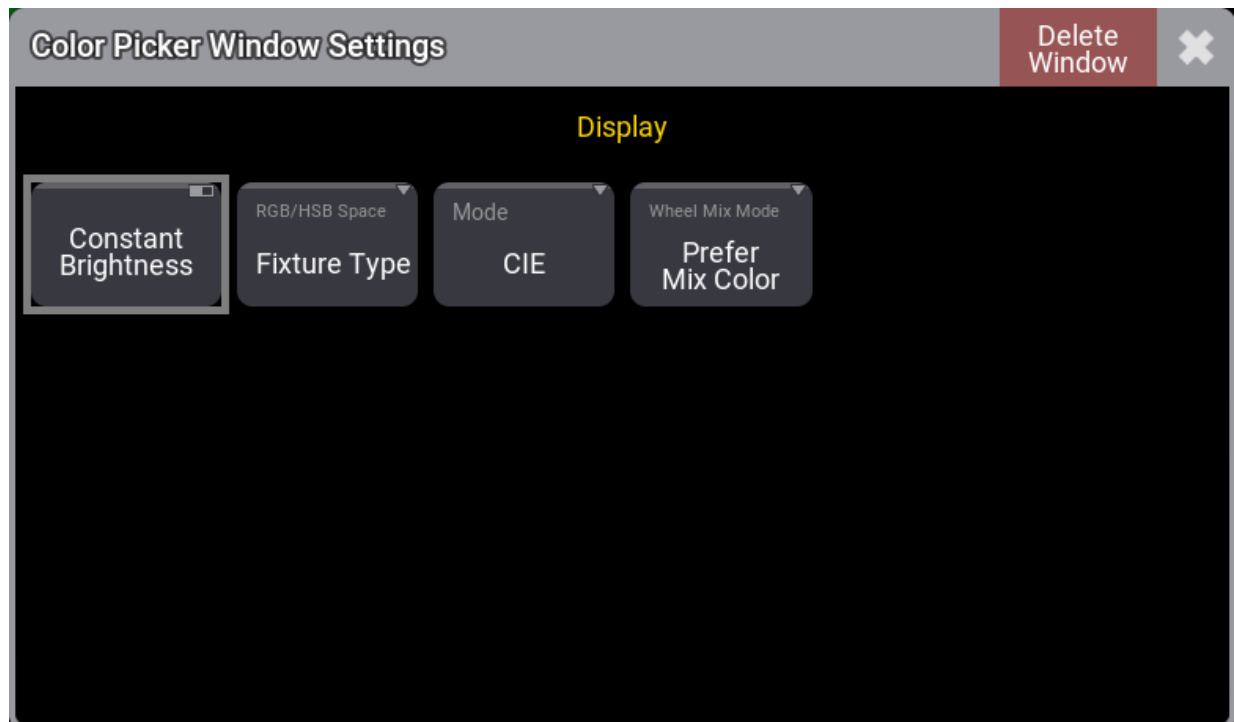 Color Picker Window Settings
Delete
Window
Display
Constant
Brightness
RGB/HSB Space
Fixture Type
Mode
CIE
Wheel Mix Mode
Prefer
Mix Color